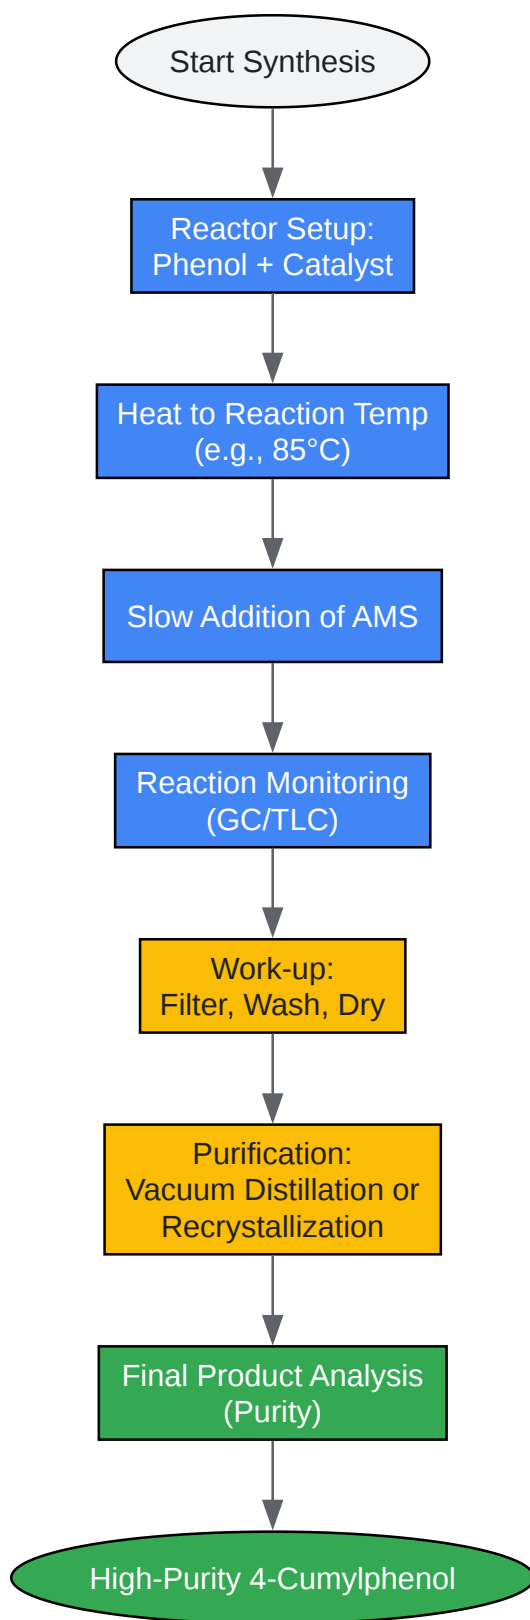 Start Synthesis
Reactor Setup:
Phenol + Catalyst
Heat to Reaction Temp
(e.g., 85°C)
Slow Addition of AMS
Reaction Monitoring
(GC/TLC)
Work-up:
Filter, Wash, Dry
Purification:
Vacuum Distillation or
Recrystallization
Final Product Analysis
(Purity)
High-Purity 4-Cumylphenol